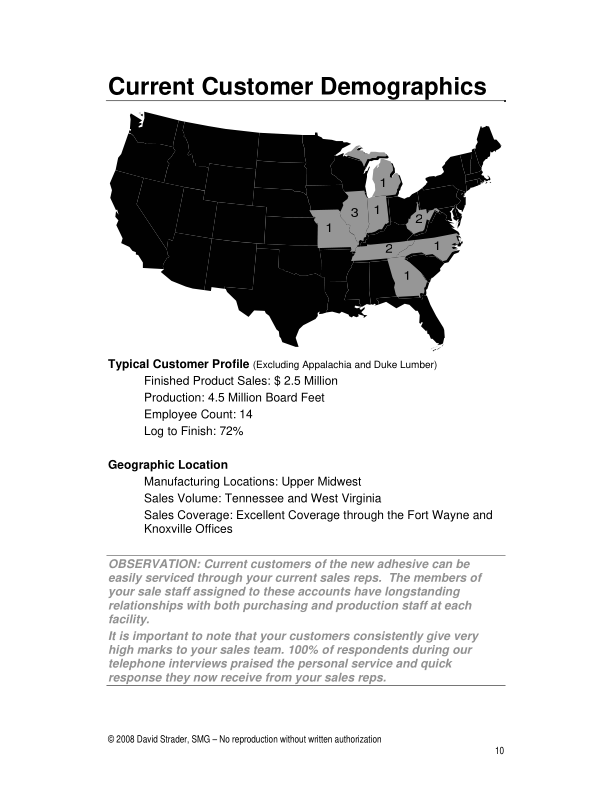 Current Customer Demographics
1
3
1
1
2
2
1
1
Typical Customer Profile (Excluding Appalachia and Duke Lumber)
Finished Product Sales: $ 2.5 Million
Production: 4.5 Million Board Feet
Employee Count: 14
Log to Finish: 72%
Geographic Location
Manufacturing Locations: Upper Midwest
Sales Volume: Tennessee and West Virginia
Sales Coverage: Excellent Coverage through the Fort Wayne and
Knoxville Offices
OBSERVATION: Current customers of the new adhesive can be
easily serviced through your current sales reps.  The members of
your sale staff assigned to these accounts have longstanding
relationships with both purchasing and production staff at each
facility.
It is important to note that your customers consistently give very
high marks to your sales team. 100% of respondents during our
telephone interviews praised the personal service and quick
response they now receive from your sales reps.
© 2008 David Strader, SMG – No reproduction without written authorization
10